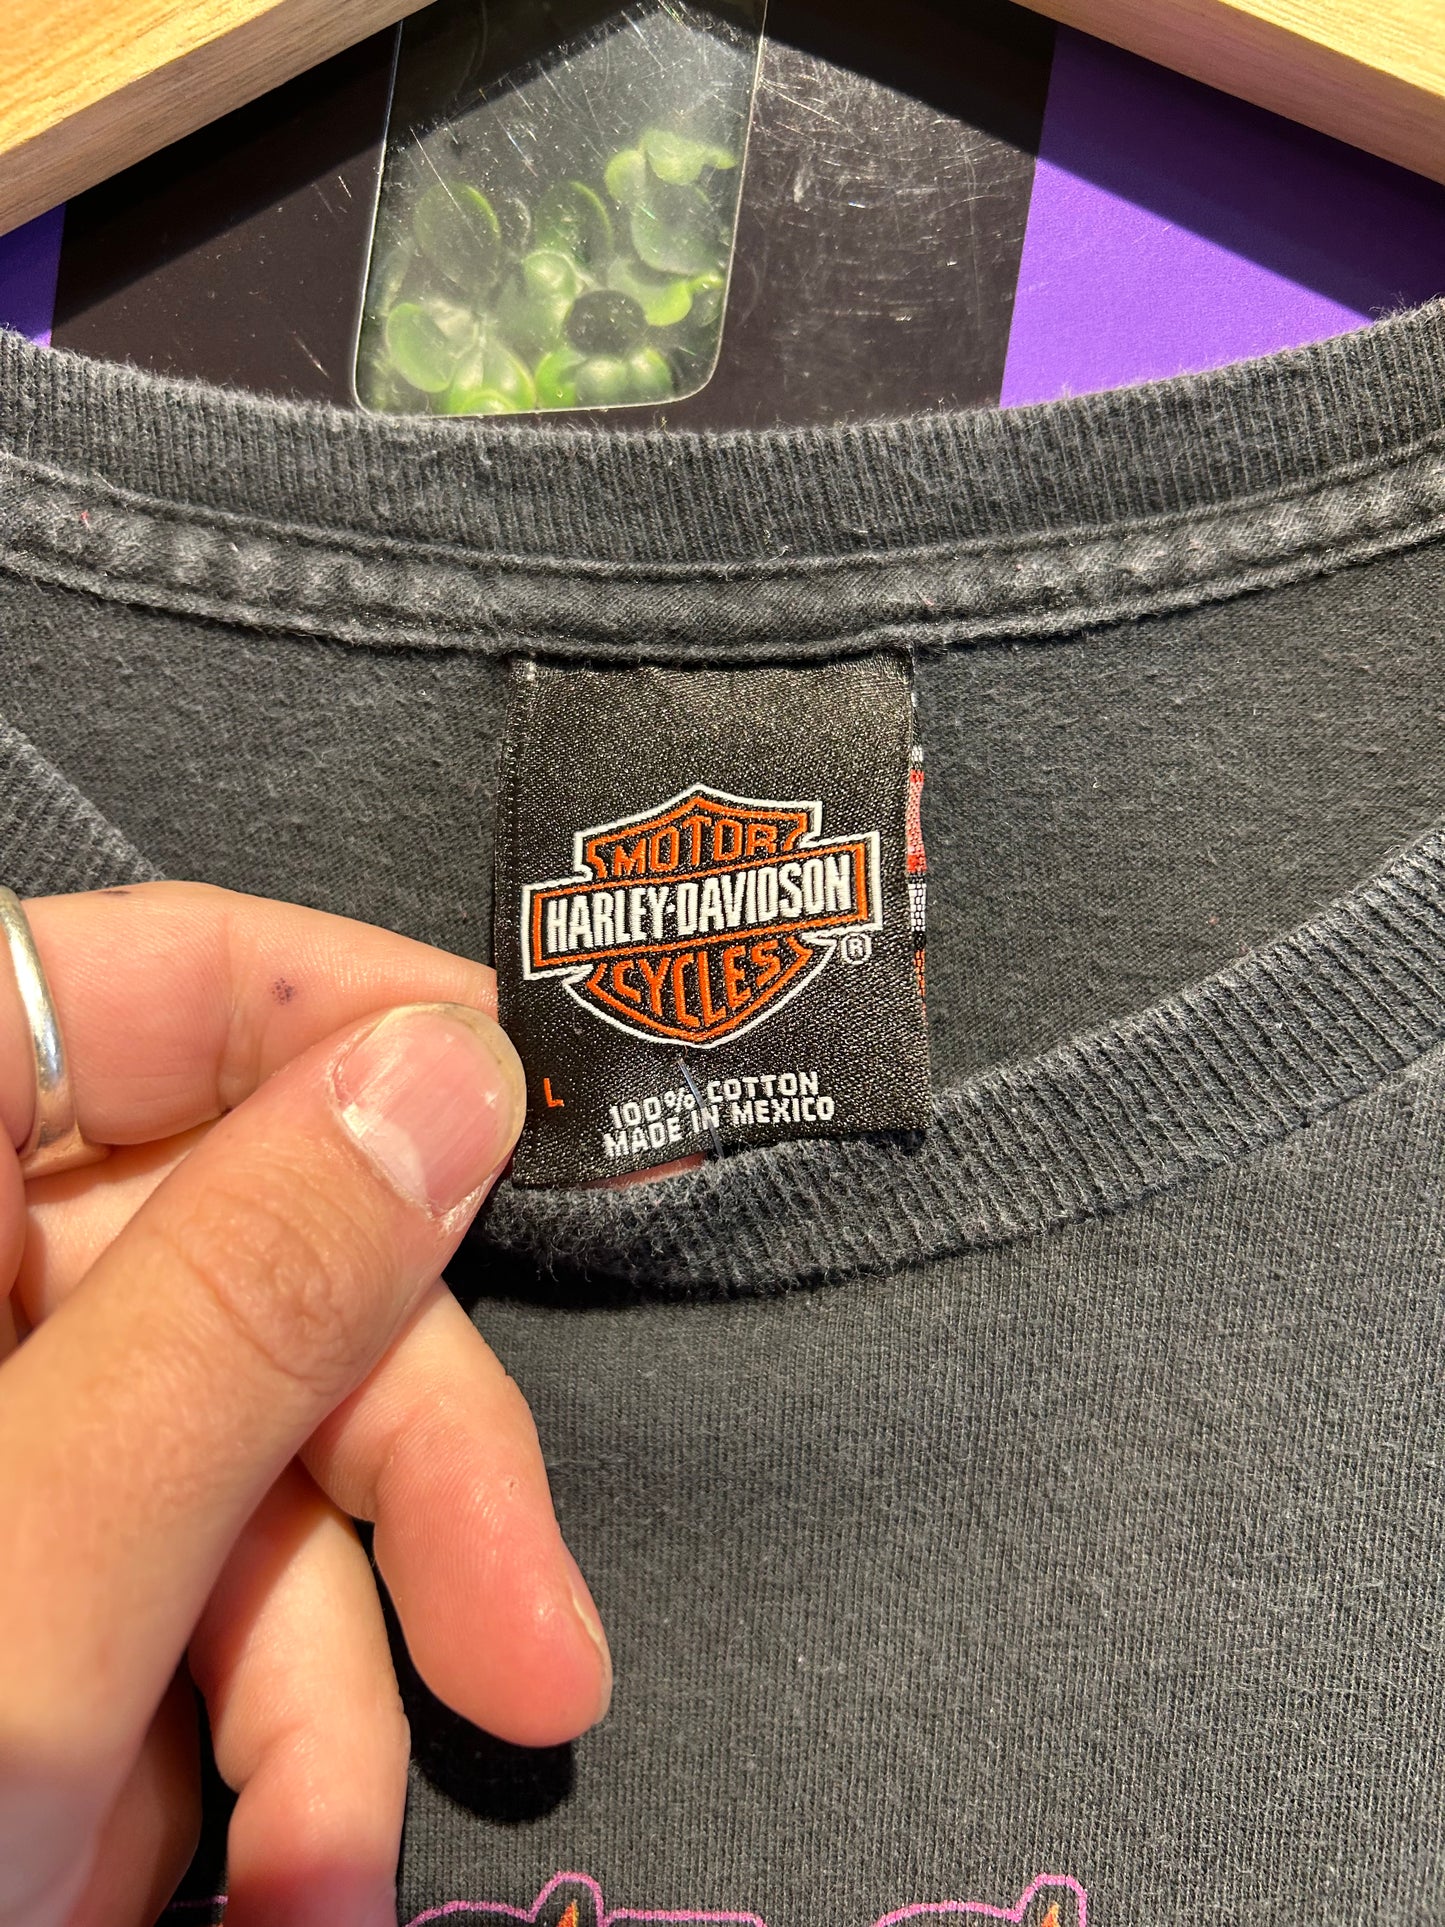 MOTOR
HARLEY-DAVIDSON
CYCLES
®
L
100% COTTON
MADE IN MEXICO